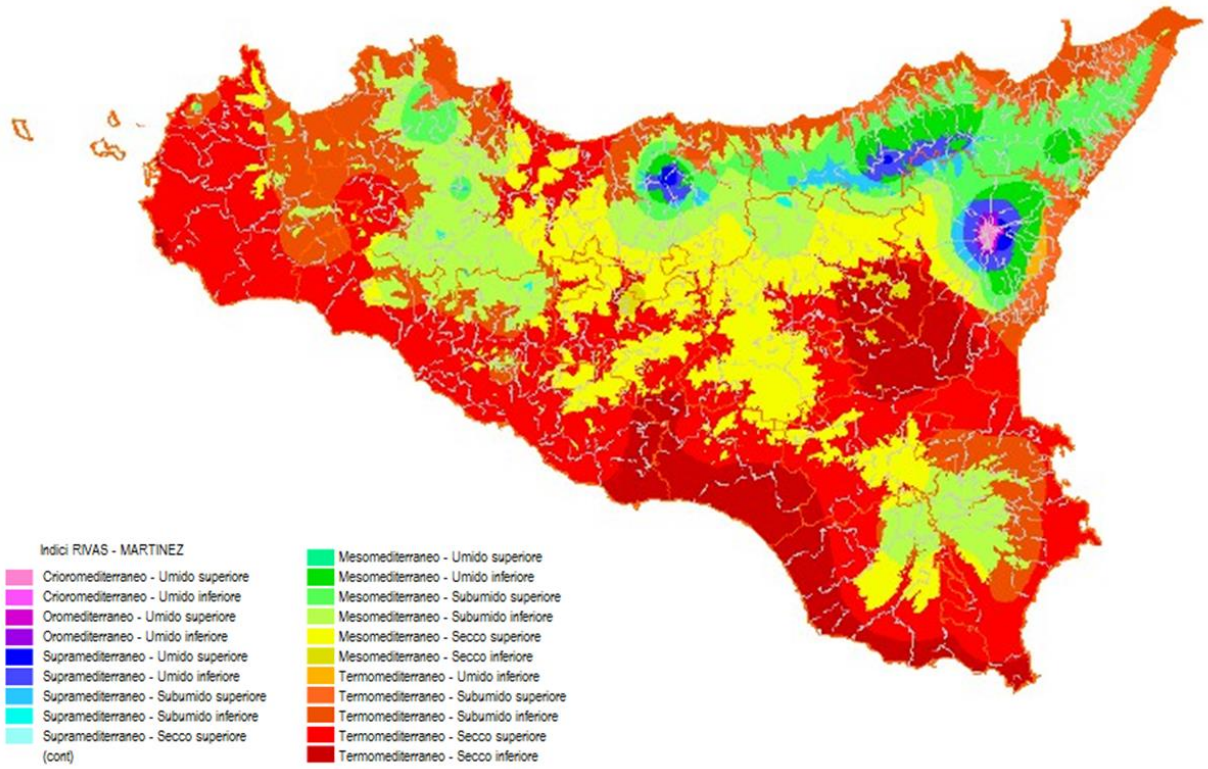 Indici RIVAS - MARTINEZ
Crioromediterraneo - Umido superiore
Crioromediterraneo - Umido inferiore
Oromediterraneo - Umido superiore
Oromediterraneo - Umido inferiore
Supramediterraneo - Umido superiore
Supramediterraneo - Umido inferiore
Supramediterraneo - Subumido superiore
Supramediterraneo - Subumido inferiore
Supramediterraneo - Secco superiore
(cont)
Mesomediterraneo - Umido superiore
Mesomediterraneo - Umido inferiore
Mesomediterraneo - Subumido superiore
Mesomediterraneo - Subumido inferiore
Mesomediterraneo - Secco superiore
Mesomediterraneo - Secco inferiore
Termomediterraneo - Umido inferiore
Termomediterraneo - Subumido superiore
Termomediterraneo - Subumido inferiore
Termomediterraneo - Secco superiore
Termomediterraneo - Secco inferiore